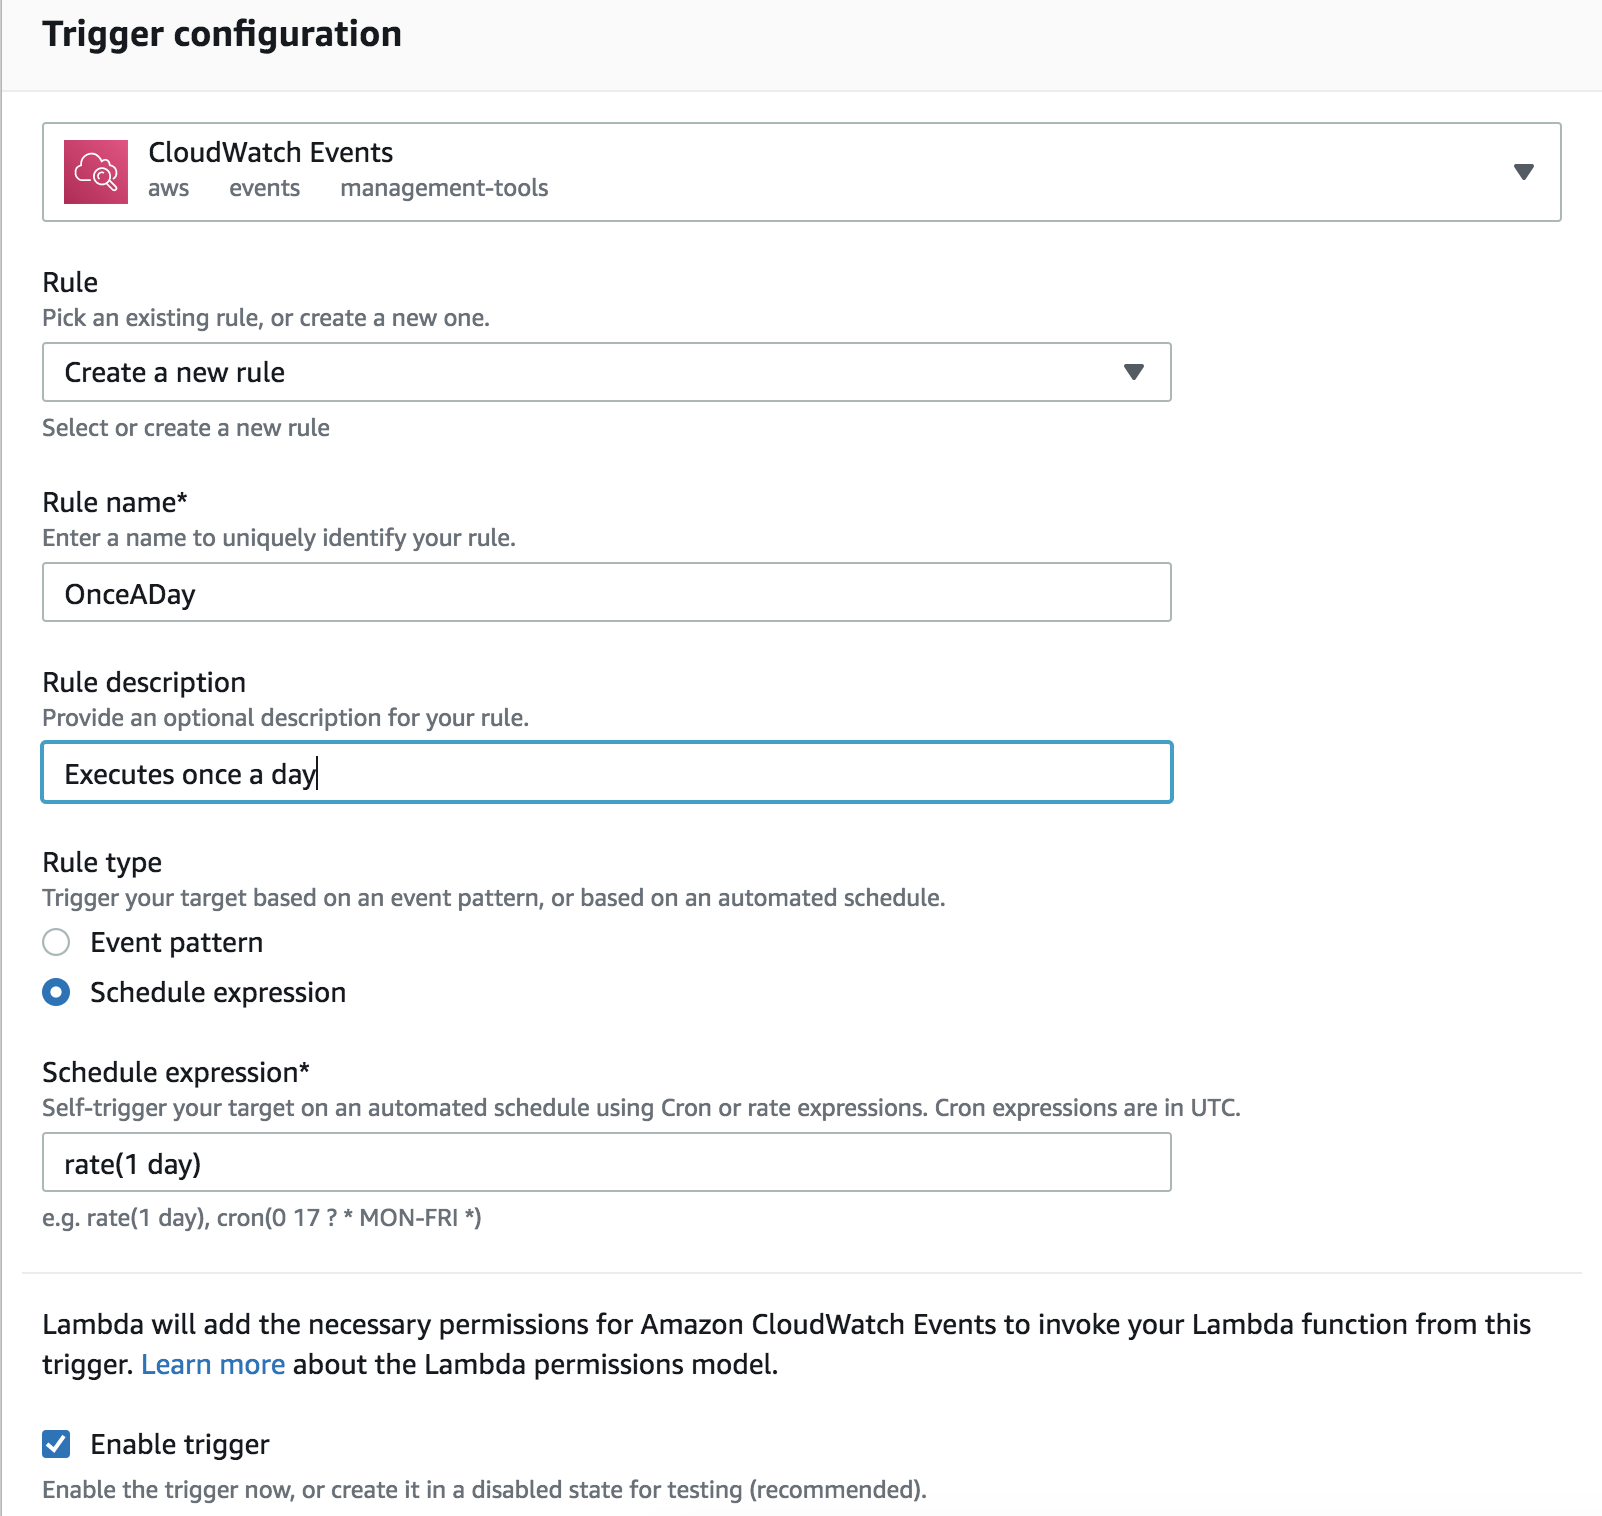 Trigger configuration
CloudWatch Events
aws events management-tools
Rule
Pick an existing rule, or create a new one.
Create a new rule
Select or create a new rule
Rule name*
Enter a name to uniquely identify your rule.
OnceADay
Rule description
Provide an optional description for your rule.
Executes once a day
Rule type
Trigger your target based on an event pattern, or based on an automated schedule.
Event pattern
Schedule expression
Schedule expression*
Self-trigger your target on an automated schedule using Cron or rate expressions. Cron expressions are in UTC.
rate(1 day)
e.g. rate(1 day), cron(0 17 ? * MON-FRI *)
Lambda will add the necessary permissions for Amazon CloudWatch Events to invoke your Lambda function from this
trigger. Learn more about the Lambda permissions model.
Enable trigger
Enable the trigger now, or create it in a disabled state for testing (recommended).